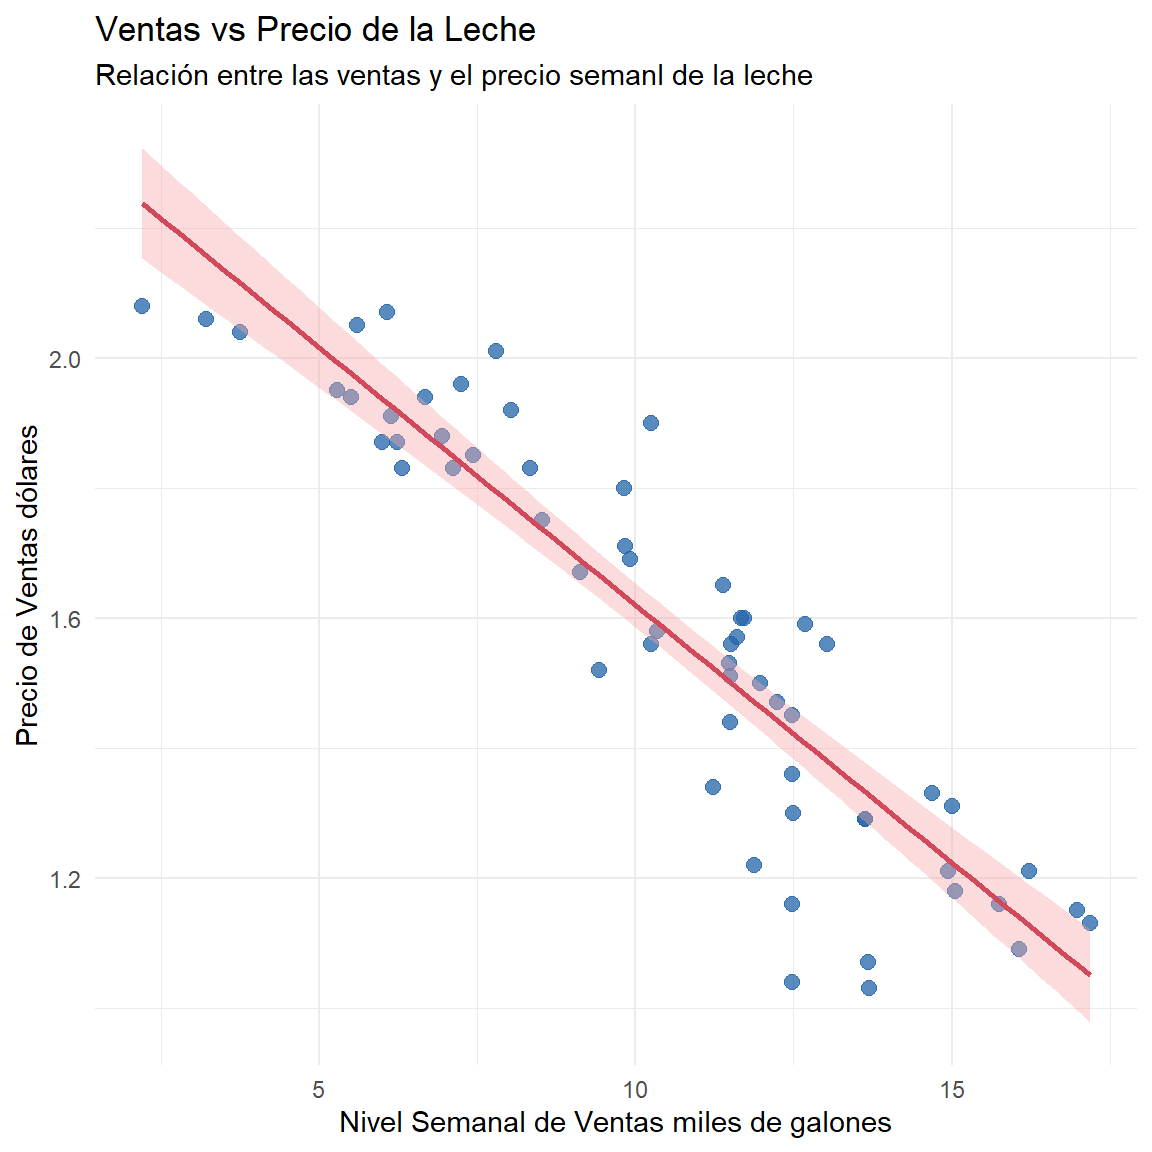 Ventas vs Precio de la Leche
Relación entre las ventas y el precio semanl de la leche
Precio de Ventas dólares
2.0
1.6
1.2
5
10
15
Nivel Semanal de Ventas miles de galones